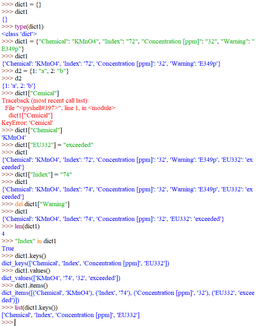 >>> dict1 = {}
>>> dict1
{}
>>> type(dict1)
<class 'dict'>
>>> dict1 = {"Chemical": "KMnO4", "Index": "72", "Concentration [ppm]": "32", "Warning": "
E349p"}
>>> dict1
{'Chemical': 'KMnO4', 'Index': '72', 'Concentration [ppm]': '32', 'Warning': 'E349p'}
>>> d2 = {1: "a", 2: "b"}
>>> d2
{1: 'a', 2: 'b'}
>>> dict1["Cemical"]
Traceback (most recent call last):
File "<pyshell#397>", line 1, in <module>
dict1["Cemical"]
KeyError: 'Cemical'
>>> dict1["Chemical"]
'KMnO4'
>>> dict1["EU332"] = "exceeded"
>>> dict1
{'Chemical': 'KMnO4', 'Index': '72', 'Concentration [ppm]': '32', 'Warning': 'E349p', 'EU332': 'ex
ceeded'}
>>> dict1["Index"] = "74"
>>> dict1
{'Chemical': 'KMnO4', 'Index': '74', 'Concentration [ppm]': '32', 'Warning': 'E349p', 'EU332': 'ex
ceeded'}
>>> del dict1["Warning"]
>>> dict1
{'Chemical': 'KMnO4', 'Index': '74', 'Concentration [ppm]': '32', 'EU332': 'exceeded'}
>>> len(dict1)
4
>>> "Index" in dict1
True
>>> dict1.keys()
dict_keys(['Chemical', 'Index', 'Concentration [ppm]', 'EU332'])
>>> dict1.values()
dict_values(['KMnO4', '74', '32', 'exceeded'])
>>> dict1.items()
dict_items([('Chemical', 'KMnO4'), ('Index', '74'), ('Concentration [ppm]', '32'), ('EU332', 'excee
ded')])
>>> list(dict1.keys())
['Chemical', 'Index', 'Concentration [ppm]', 'EU332']
>>>